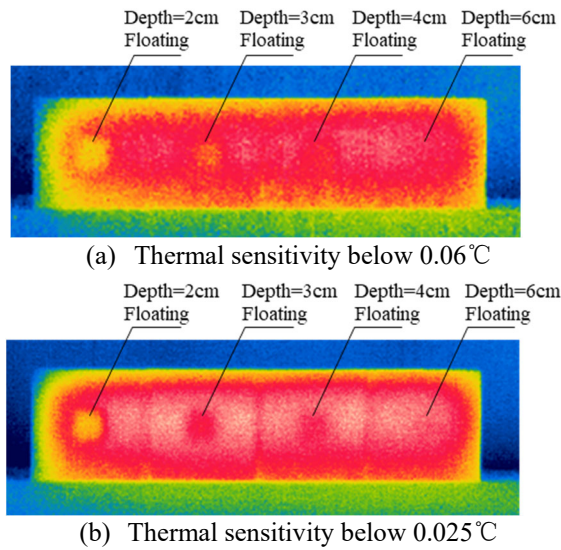 Depth=2cm Depth=3cm Depth=4cm Depth=6cm
Floating Floating Floating Floating
(a) Thermal sensitivity below 0.06℃
Depth=2cm Depth=3cm Depth=4cm Depth=6cm
Floating Floating Floating Floating
(b) Thermal sensitivity below 0.025℃